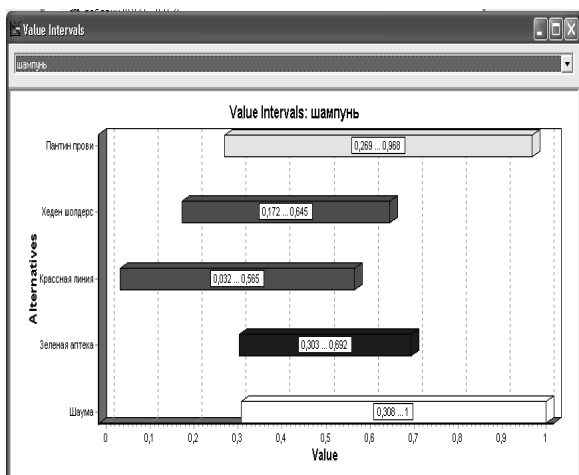 Value Intervals
шампунь
Value Intervals: шампунь
Пантин прови
0,269 ... 0,968
Хеден шолдерс
0,172 ... 0,645
Крассная линия
0,032 ... 0,565
Зеленая аптека
0,303 ... 0,692
Шаума
0,308 ... 1
Alternatives
0 0,1 0,2 0,3 0,4 0,5 0,6 0,7 0,8 0,9 1
Value